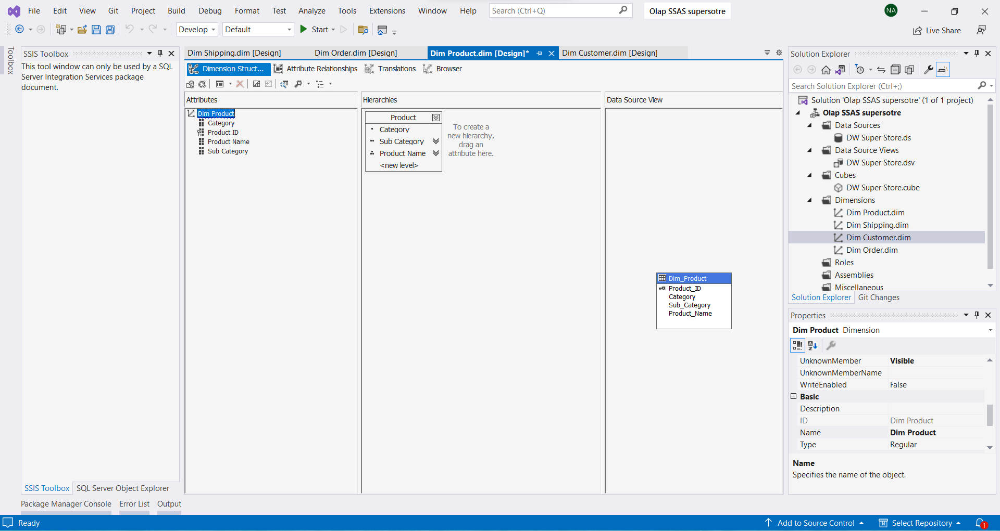 File Edit View Git Project Build Debug Format Test Analyze Tools Extensions Window Help Search (Ctrl+Q) Olap SSAS supersotre NA
Develop Default Start Live Share
Toolbox
SSIS Toolbox
This tool window can only be used by a SQL
Server Integration Services package
document.
SSIS Toolbox SQL Server Object Explorer
Dim Shipping.dim [Design] Dim Order.dim [Design] Dim Product.dim [Design]* Dim Customer.dim [Design]
Dimension Struct... Attribute Relationships Translations Browser
Attributes
Dim Product
Category
Product ID
Product Name
Sub Category
Hierarchies
Product
Category
Sub Category
Product Name
<new level>
To create a
new hierarchy,
drag an
attribute here.
Data Source View
Dim_Product
Product_ID
Category
Sub_Category
Product_Name
Solution Explorer
Search Solution Explorer (Ctrl+;)
Solution 'Olap SSAS supersotre' (1 of 1 project)
Olap SSAS supersotre
Data Sources
DW Super Store.ds
Data Source Views
DW Super Store.dsv
Cubes
DW Super Store.cube
Dimensions
Dim Product.dim
Dim Shipping.dim
Dim Customer.dim
Dim Order.dim
Roles
Assemblies
Miscellaneous
Solution Explorer Git Changes
Properties
Dim Product Dimension
UnknownMember Visible
UnknownMemberName
WriteEnabled False
Basic
Description
ID Dim Product
Name Dim Product
Type Regular
Name
Specifies the name of the object.
Package Manager Console Error List Output
Ready Add to Source Control Select Repository 1